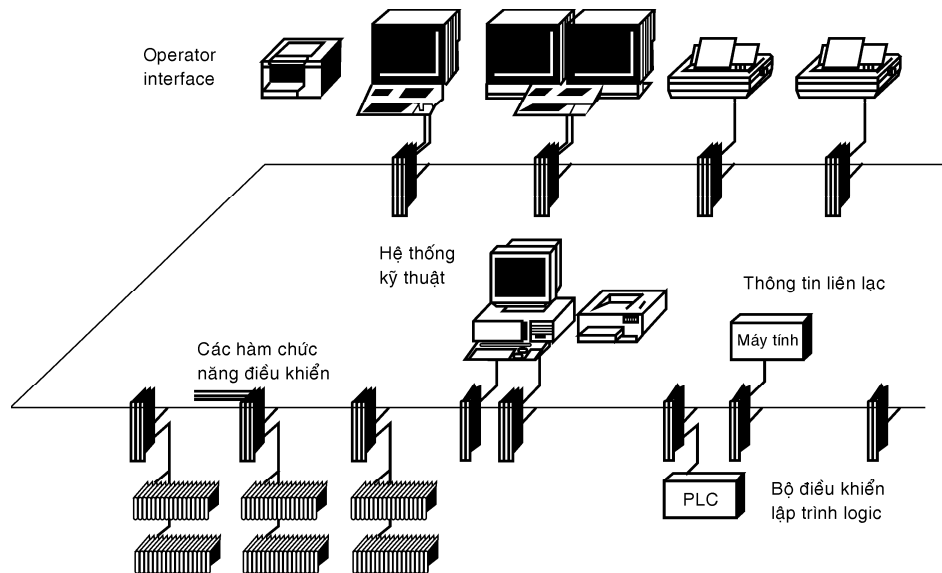 Operator
interface
Hệ thống
kỹ thuật
Thông tin liên lạc
Máy tính
Các hàm chức
năng điều khiển
PLC
Bộ điều khiển
lập trình logic